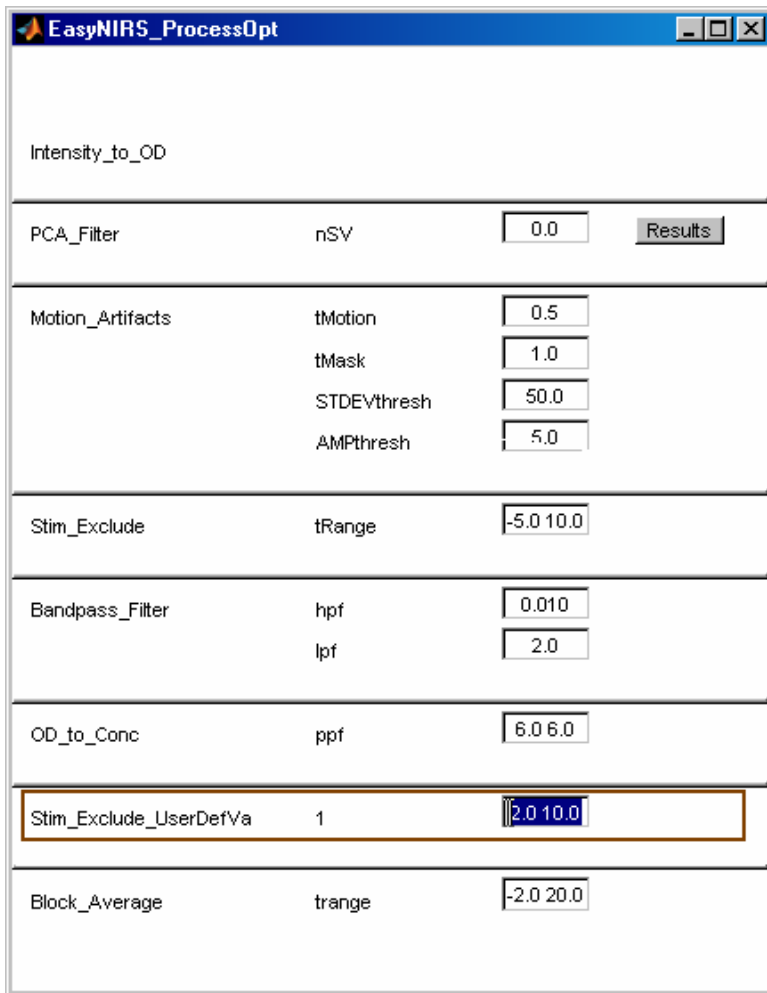 EasyNIRS_ProcessOpt
Intensity_to_OD
PCA_Filter nSV 0.0 Results
Motion_Artifacts tMotion 0.5
tMask 1.0
STDEVthresh 50.0
AMPthresh 5.0
Stim_Exclude tRange -5.0 10.0
Bandpass_Filter hpf 0.010
lpf 2.0
OD_to_Conc ppf 6.0 6.0
Stim_Exclude_UserDefVa 1 2.0 10.0
Block_Average trange -2.0 20.0